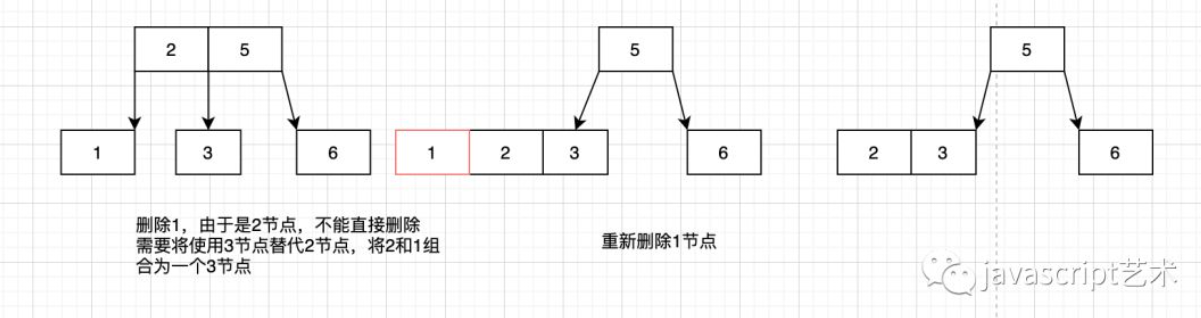 2 5
5
5
1
3
6
1 2 3
6
2 3
6
删除1，由于是2节点，不能直接删除
需要将使用3节点替代2节点，将2和1组
合为一个3节点
重新删除1节点
javascript艺术